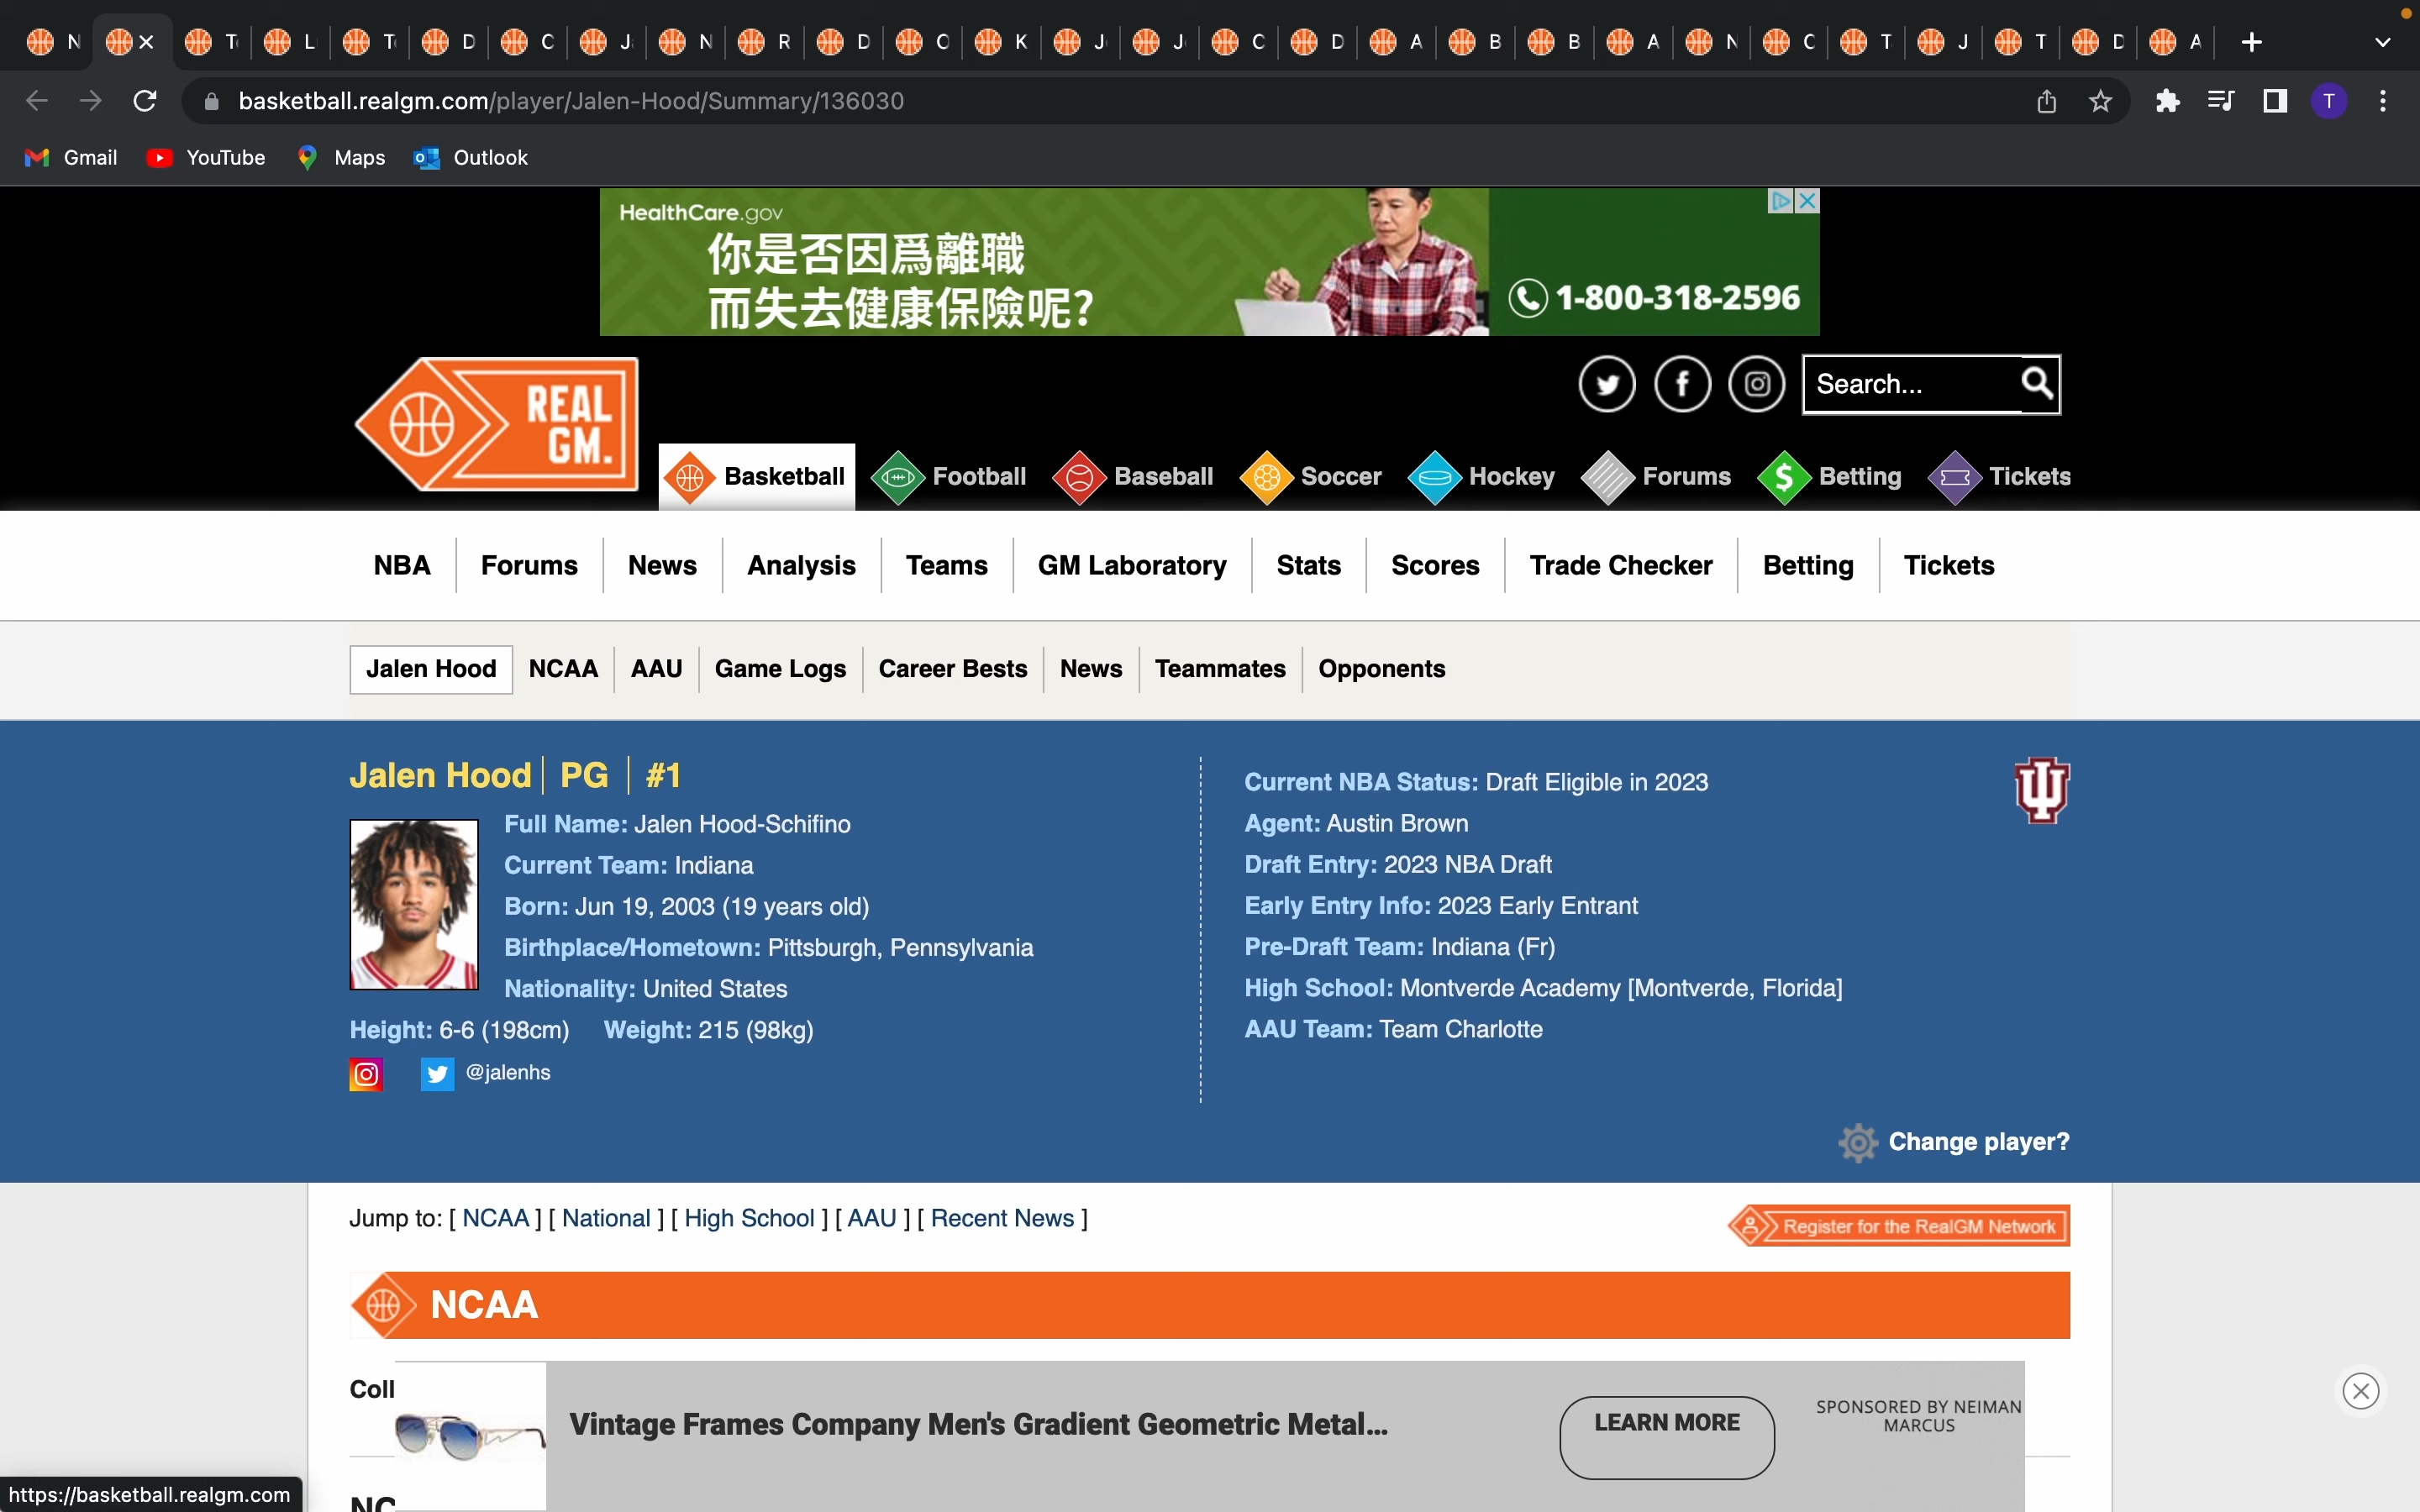 N T L T D C J N R D C K J J C D A B B A N C T J T D A
basketball.realgm.com/player/Jalen-Hood/Summary/136030
T
Gmail YouTube Maps Outlook
HealthCare.gov
你是否因爲離職
而失去健康保險呢?
1-800-318-2596
REAL
GM.
Search...
Basketball Football Baseball Soccer Hockey Forums Betting Tickets
NBA Forums News Analysis Teams GM Laboratory Stats Scores Trade Checker Betting Tickets
Jalen Hood NCAA AAU Game Logs Career Bests News Teammates Opponents
Jalen Hood PG #1
Full Name: Jalen Hood-Schifino
Current Team: Indiana
Born: Jun 19, 2003 (19 years old)
Birthplace/Hometown: Pittsburgh, Pennsylvania
Nationality: United States
Height: 6-6 (198cm) Weight: 215 (98kg)
@jalenhs
Current NBA Status: Draft Eligible in 2023
Agent: Austin Brown
Draft Entry: 2023 NBA Draft
Early Entry Info: 2023 Early Entrant
Pre-Draft Team: Indiana (Fr)
High School: Montverde Academy [Montverde, Florida]
AAU Team: Team Charlotte
Change player?
Jump to: [ NCAA ] [ National ] [ High School ] [ AAU ] [ Recent News ]
Register for the RealGM Network
NCAA
Coll
Vintage Frames Company Men's Gradient Geometric Metal...
LEARN MORE
SPONSORED BY NEIMAN
MARCUS
https://basketball.realgm.com